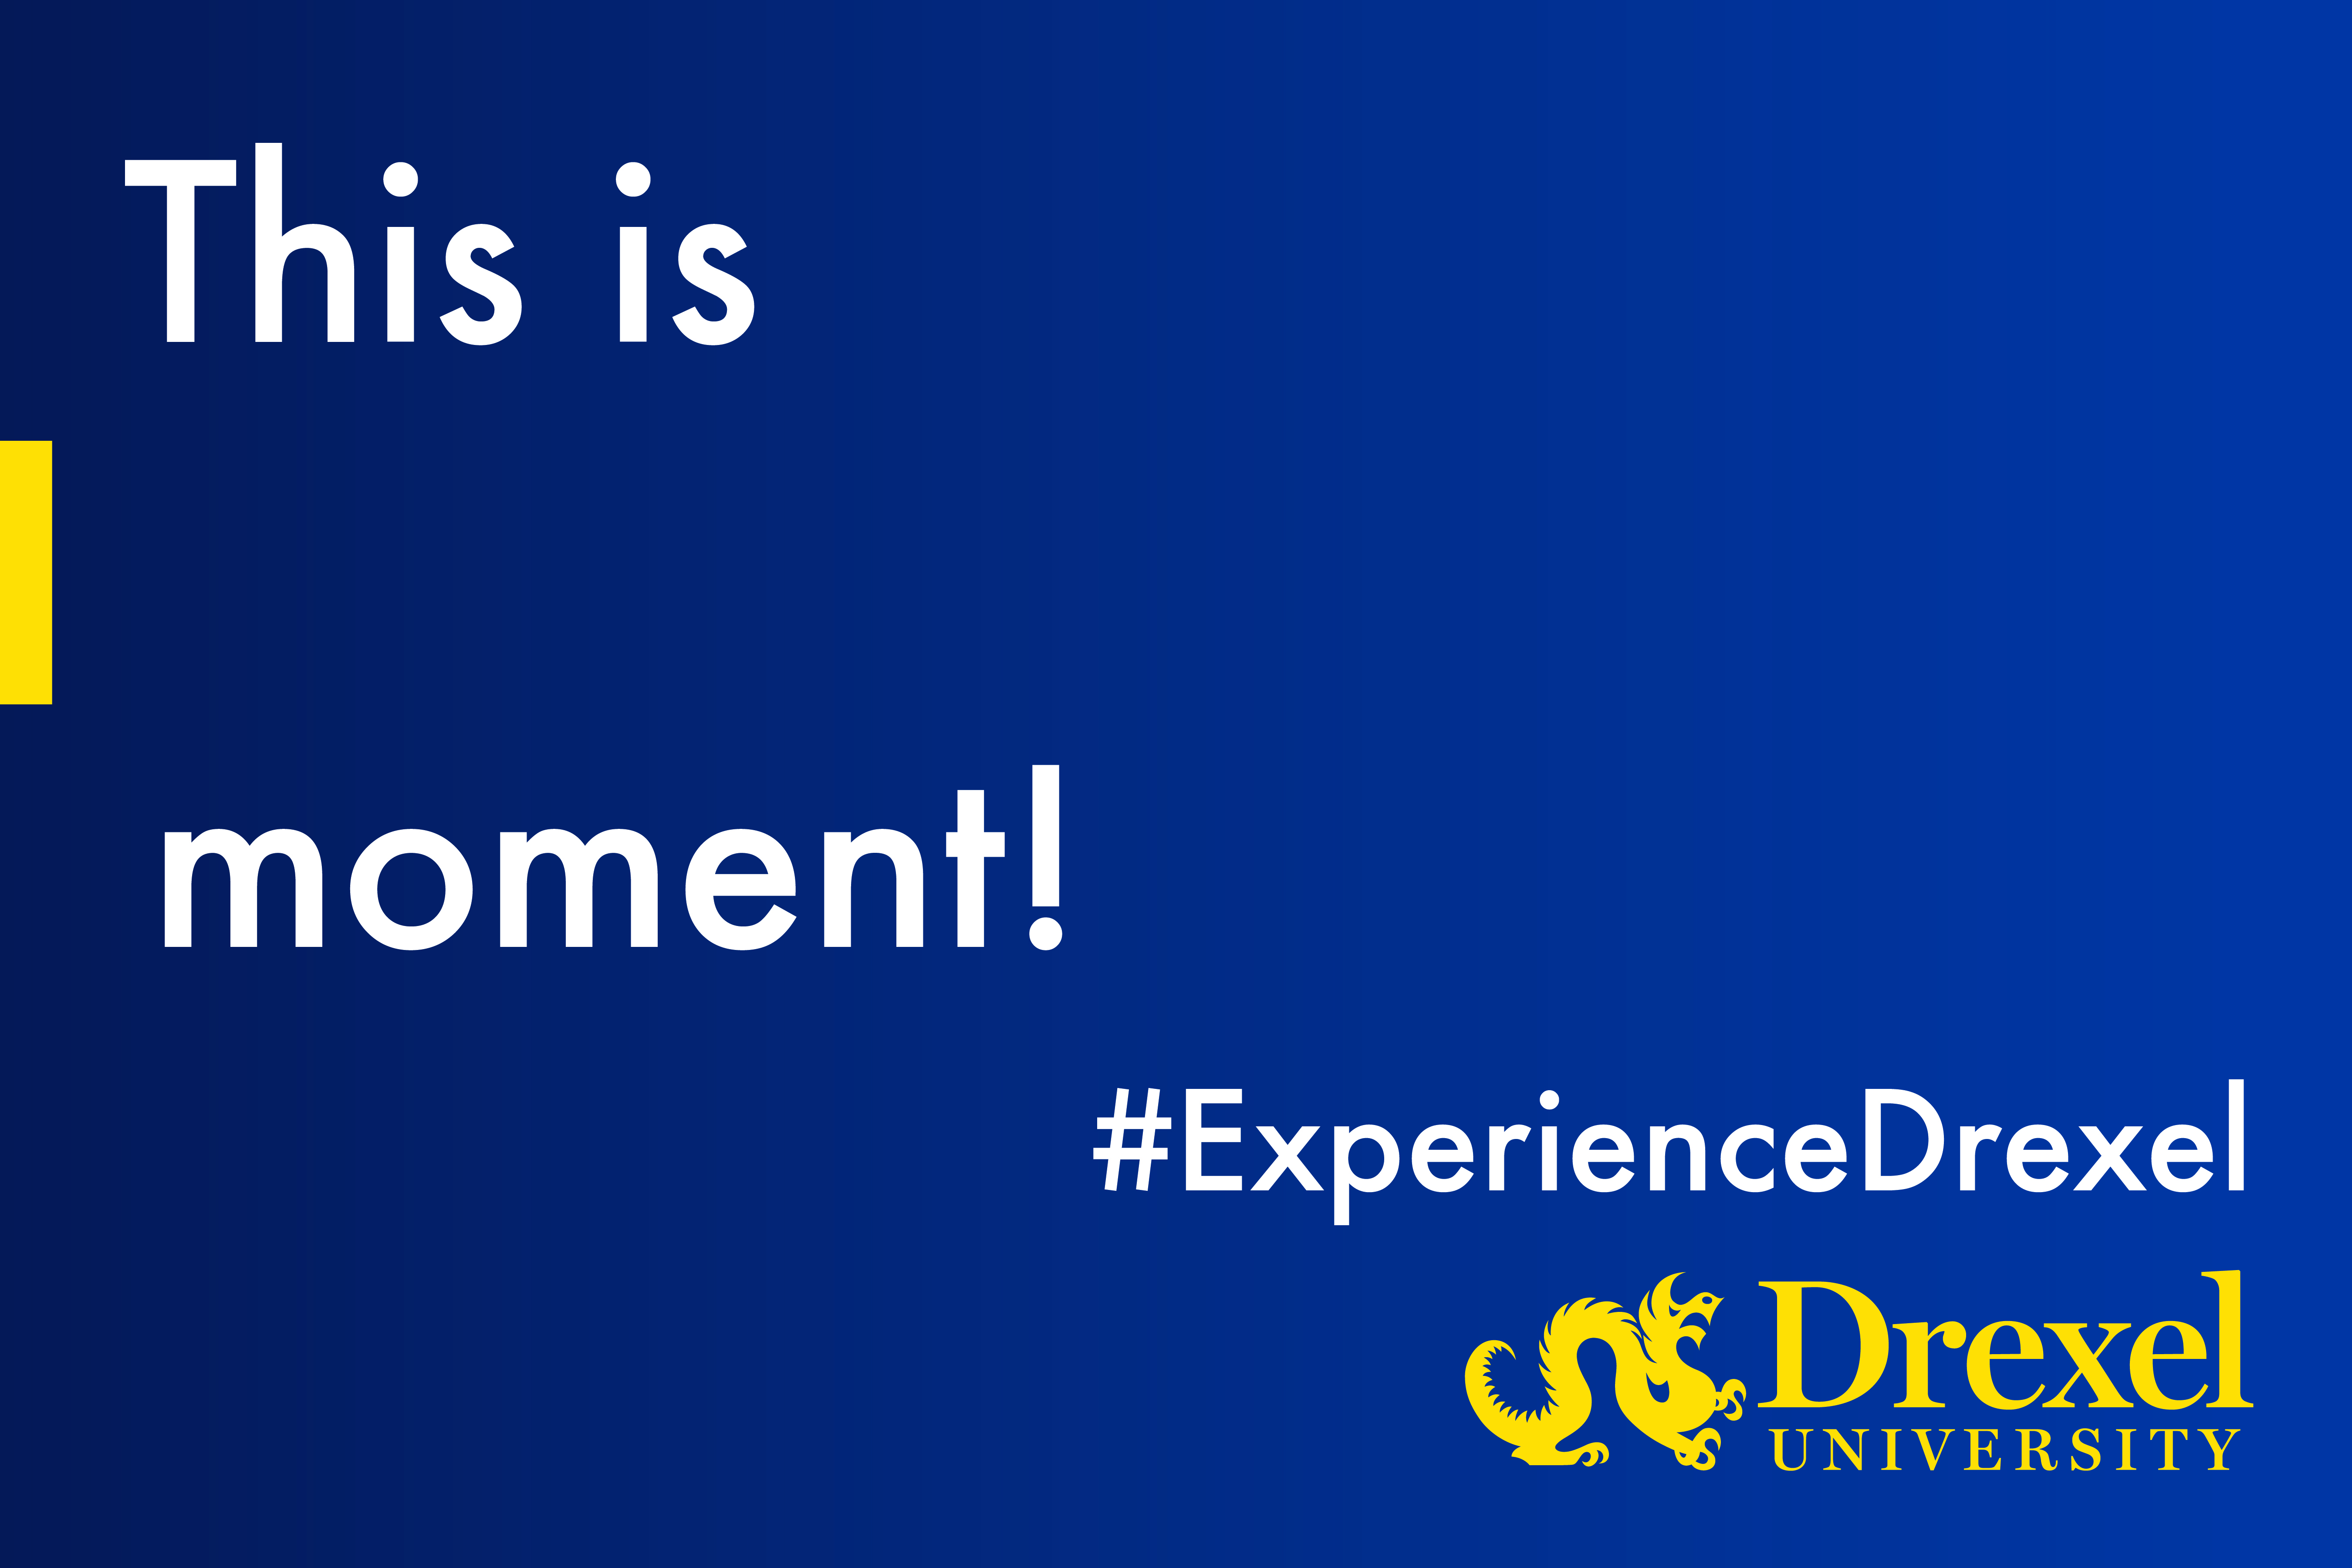 This is
moment!
#ExperienceDrexel
Drexel
UNIVERSITY